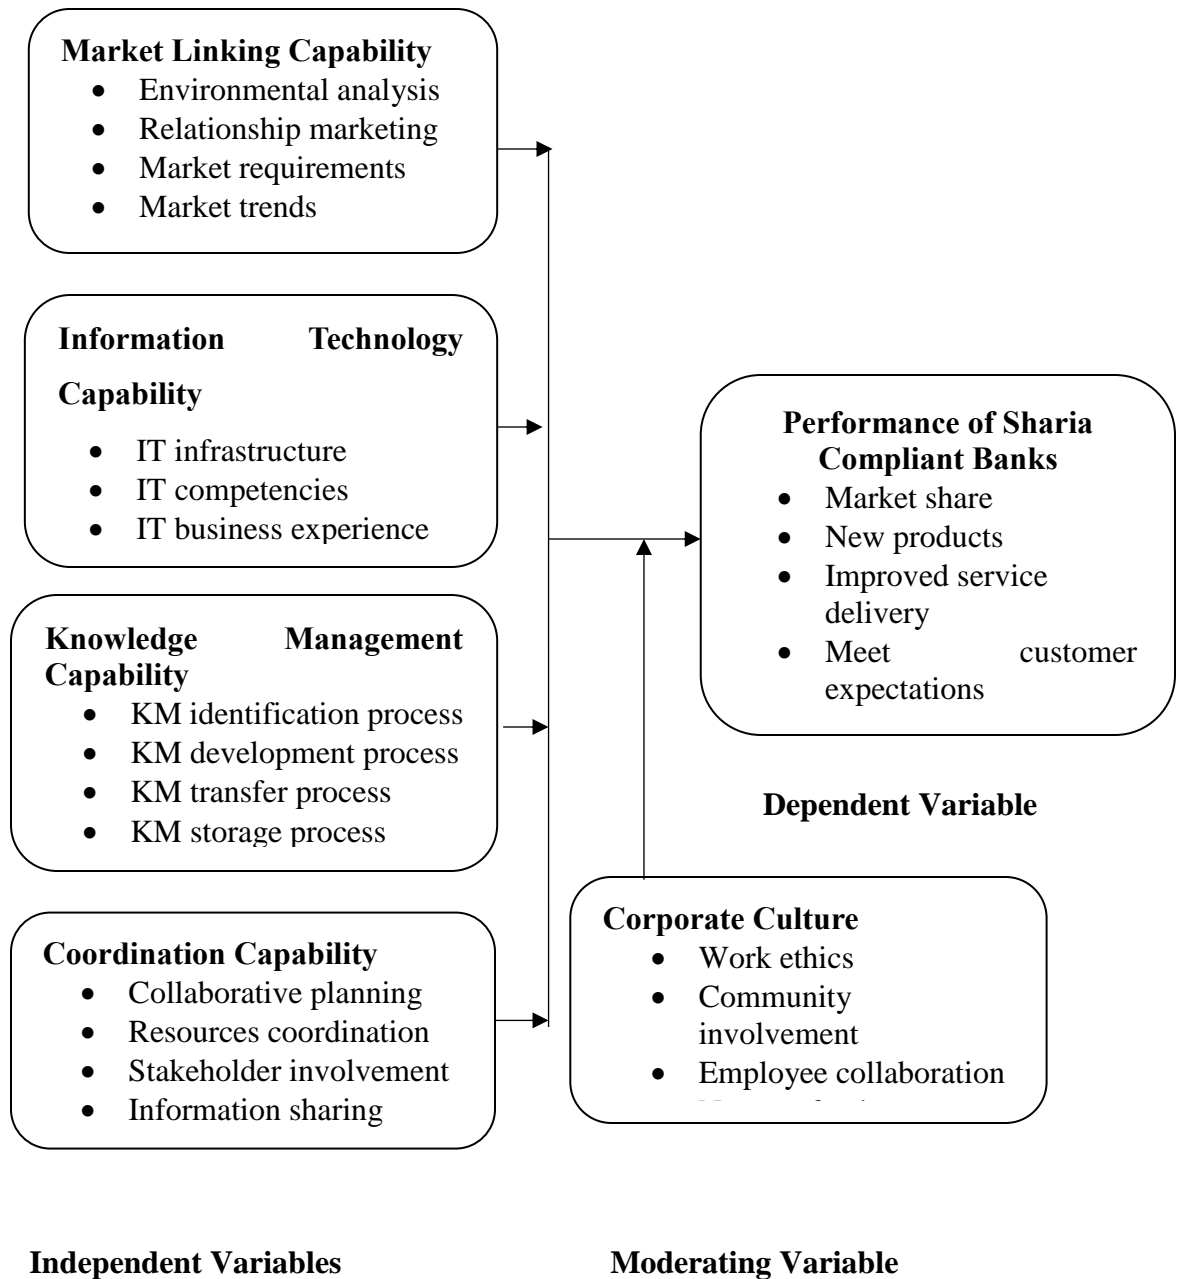 Market Linking Capability
• Environmental analysis
• Relationship marketing
• Market requirements
• Market trends
Information Technology
Capability
• IT infrastructure
• IT competencies
• IT business experience
Knowledge Management
Capability
• KM identification process
• KM development process
• KM transfer process
• KM storage process
Coordination Capability
• Collaborative planning
• Resources coordination
• Stakeholder involvement
• Information sharing
Independent Variables
Performance of Sharia
Compliant Banks
• Market share
• New products
• Improved service
delivery
• Meet customer
expectations
Dependent Variable
Corporate Culture
• Work ethics
• Community
involvement
• Employee collaboration
Moderating Variable